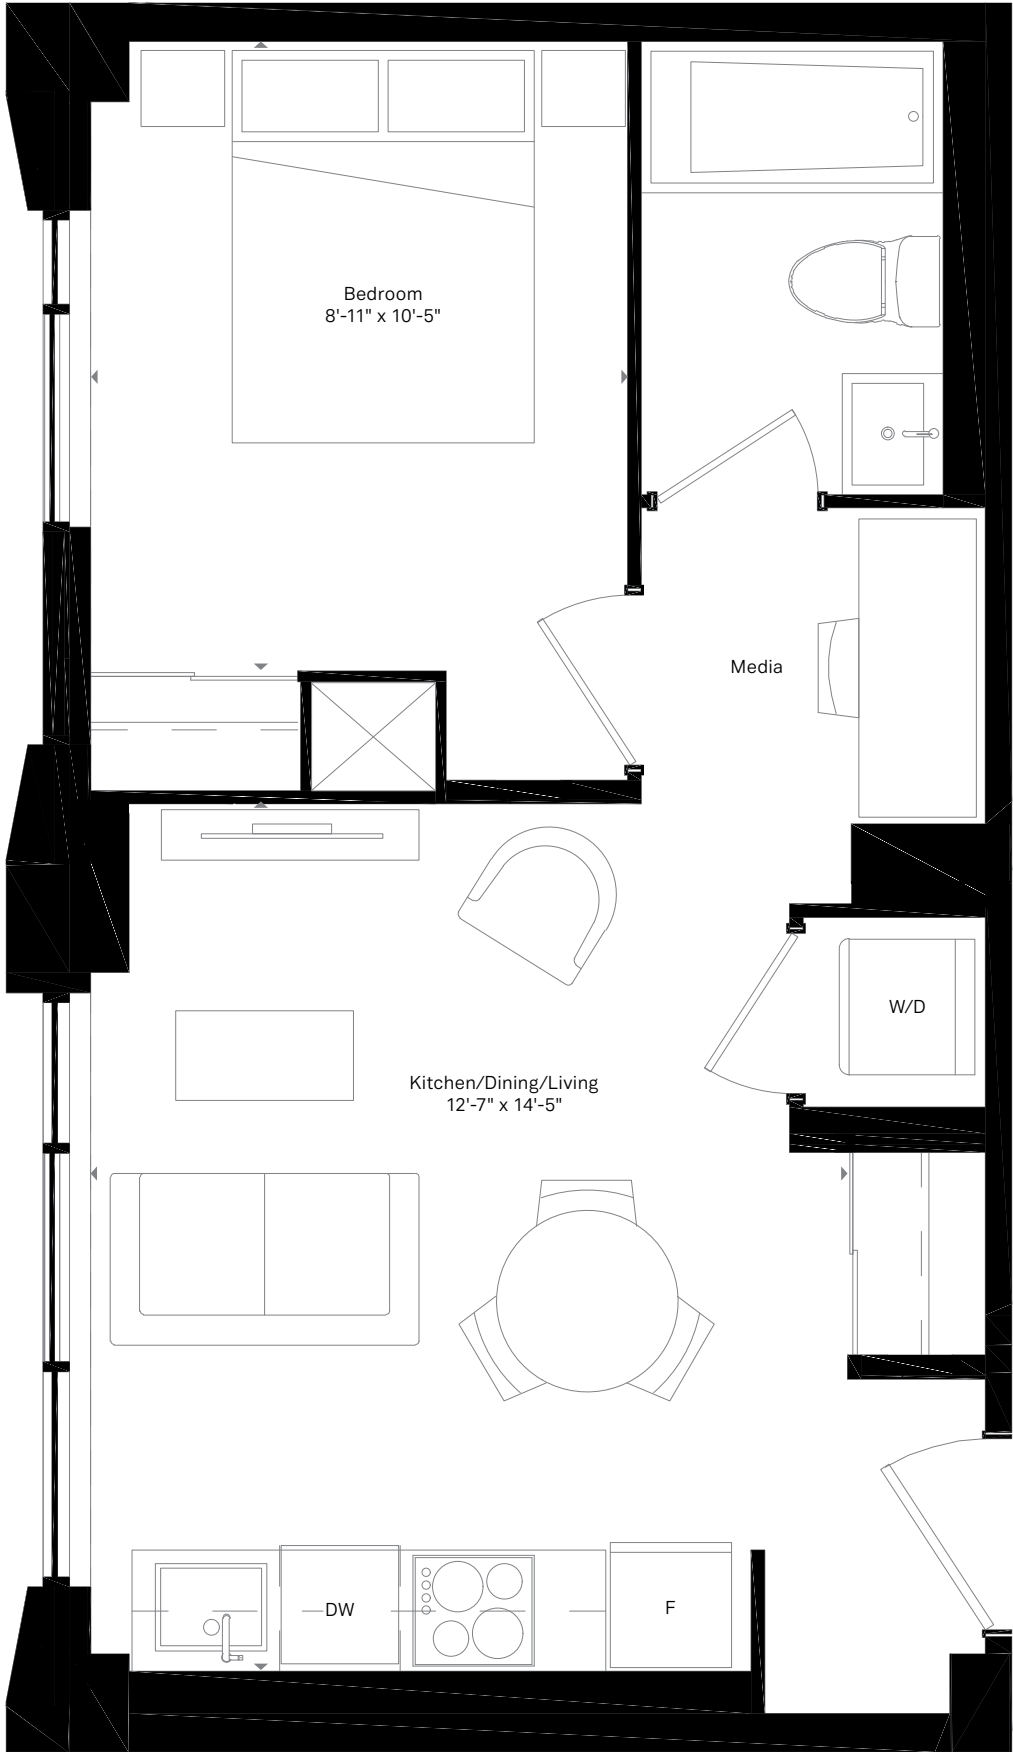 Bedroom
8'-11" x 10'-5"
Media
W/D
Kitchen/Dining/Living
12'-7" x 14'-5"
DW
F